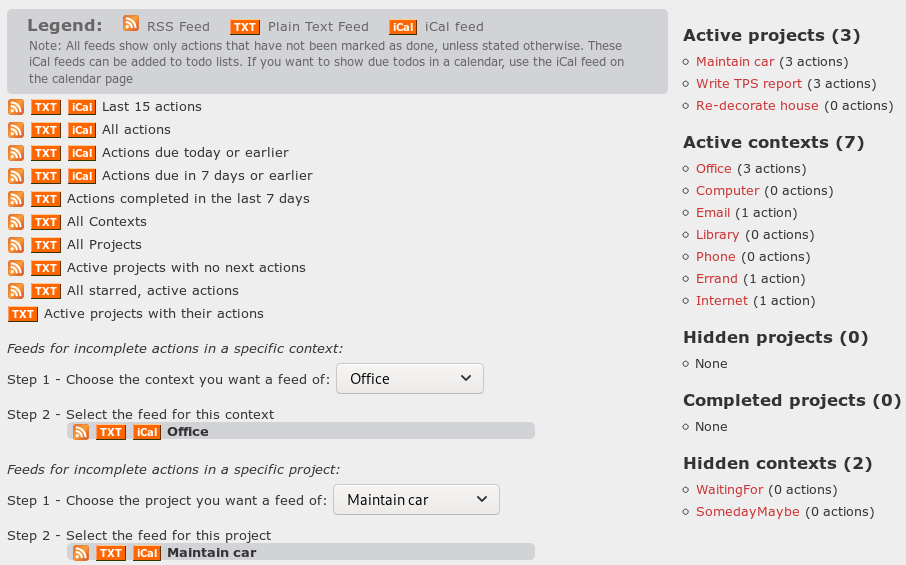 Legend: RSS Feed TXT Plain Text Feed iCal iCal feed
Note: All feeds show only actions that have not been marked as done, unless stated otherwise. These
iCal feeds can be added to todo lists. If you want to show due todos in a calendar, use the iCal feed on
the calendar page
TXT iCal Last 15 actions
TXT iCal All actions
TXT iCal Actions due today or earlier
TXT iCal Actions due in 7 days or earlier
TXT Actions completed in the last 7 days
TXT All Contexts
TXT All Projects
TXT Active projects with no next actions
TXT All starred, active actions
TXT Active projects with their actions
Feeds for incomplete actions in a specific context:
Step 1 - Choose the context you want a feed of: Office
Step 2 - Select the feed for this context
TXT iCal Office
Feeds for incomplete actions in a specific project:
Step 1 - Choose the project you want a feed of: Maintain car
Step 2 - Select the feed for this project
TXT iCal Maintain car
Active projects (3)
Maintain car (3 actions)
Write TPS report (3 actions)
Re-decorate house (0 actions)
Active contexts (7)
Office (3 actions)
Computer (0 actions)
Email (1 action)
Library (0 actions)
Phone (0 actions)
Errand (1 action)
Internet (1 action)
Hidden projects (0)
None
Completed projects (0)
None
Hidden contexts (2)
WaitingFor (0 actions)
SomedayMaybe (0 actions)